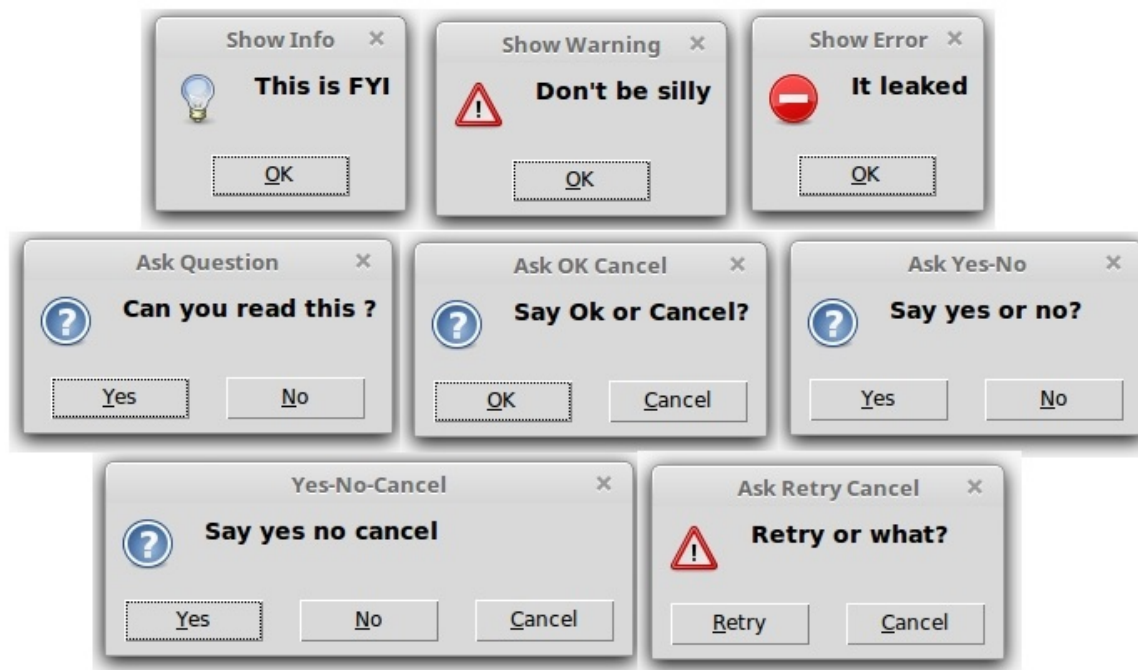 Show Info
This is FYI
OK
Show Warning
Don't be silly
OK
Show Error
It leaked
OK
Ask Question
Can you read this ?
Yes No
Ask OK Cancel
Say Ok or Cancel?
OK Cancel
Ask Yes-No
Say yes or no?
Yes No
Yes-No-Cancel
Say yes no cancel
Yes No Cancel
Ask Retry Cancel
Retry or what?
Retry Cancel